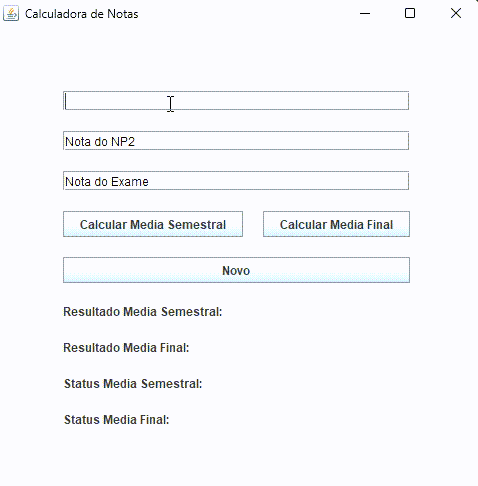 Calculadora de Notas
Nota do NP2
Nota do Exame
Calcular Media Semestral
Calcular Media Final
Novo
Resultado Media Semestral:
Resultado Media Final:
Status Media Semestral:
Status Media Final: